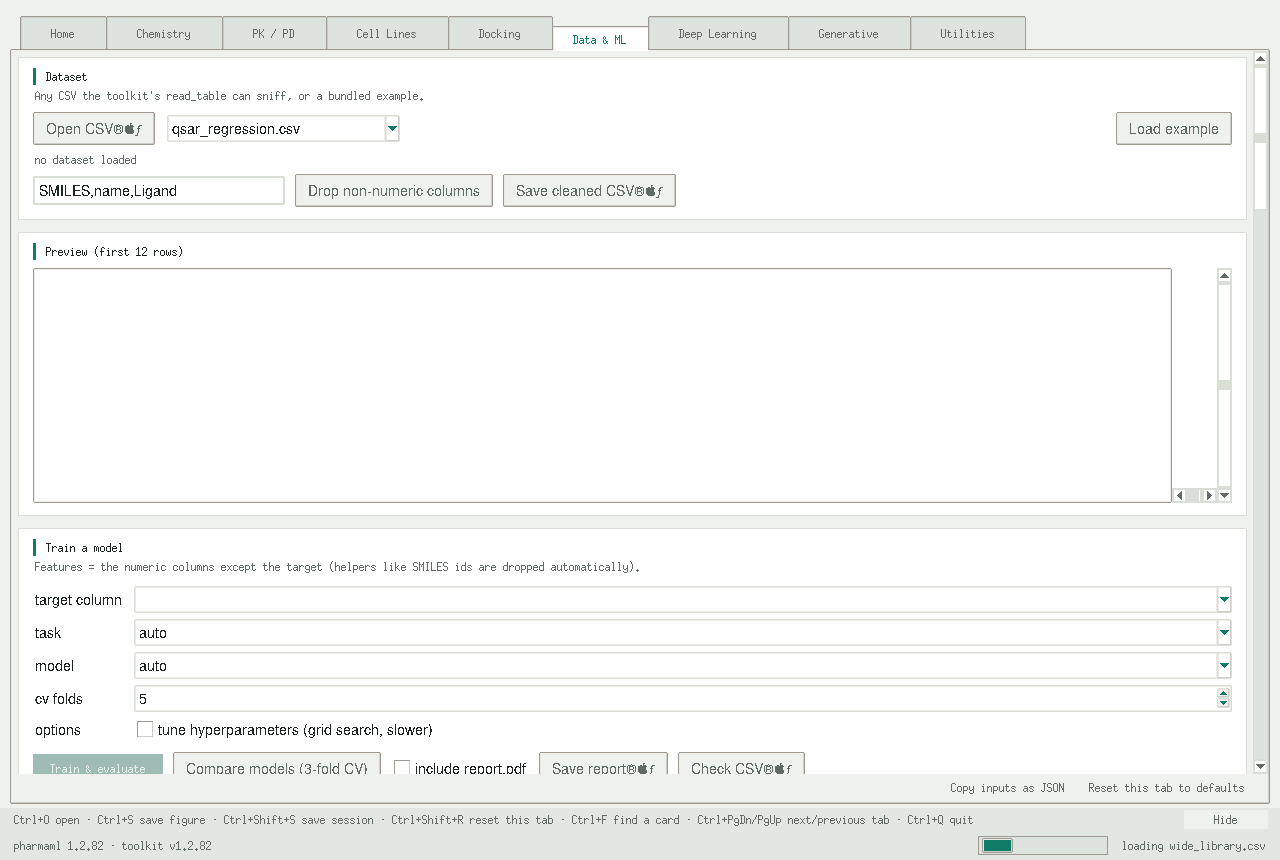 Home Chemistry PK / PD Cell Lines Docking Data & ML Deep Learning Generative Utilities
Dataset
Any CSV the toolkit's read_table can sniff, or a bundled example.
Open CSV®ƒ qsar_regression.csv Load example
no dataset loaded
SMILES,name,Ligand Drop non-numeric columns Save cleaned CSV®ƒ
Preview (first 12 rows)
Train a model
Features = the numeric columns except the target (helpers like SMILES ids are dropped automatically).
target column
task auto
model auto
cv folds 5
options tune hyperparameters (grid search, slower)
Train & evaluate Compare models (3-fold CV) include report.pdf Save report®ƒ Check CSV®ƒ
Copy inputs as JSON Reset this tab to defaults
Ctrl+O open · Ctrl+S save figure · Ctrl+Shift+S save session · Ctrl+Shift+R reset this tab · Ctrl+F find a card · Ctrl+PgDn/PgUp next/previous tab · Ctrl+Q quit Hide
pharmaml 1.2.82 · toolkit v1.2.82 loading wide_library.csv